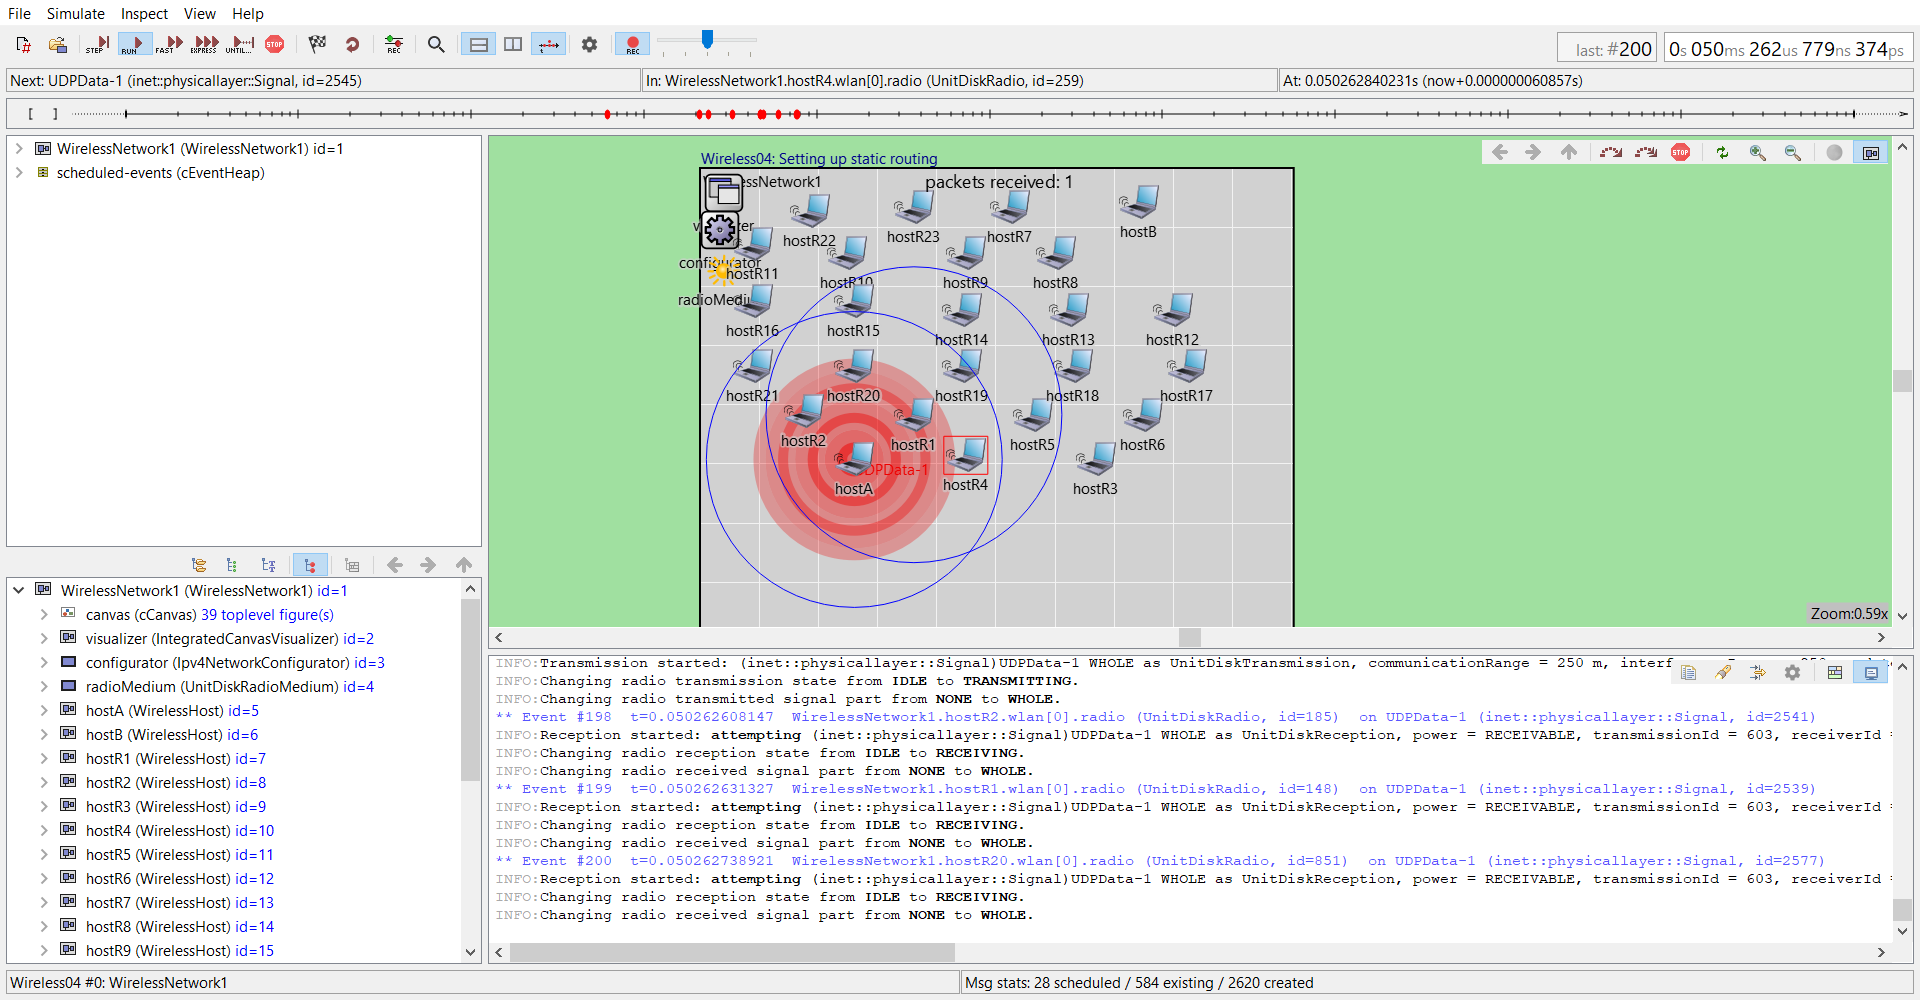 File Simulate Inspect View Help
STEP RUN FAST EXPRESS UNTIL... STOP REC REC
last: #200 0s 050ms 262us 779ns 374ps
Next: UDPData-1 (inet::physicallayer::Signal, id=2545) In: WirelessNetwork1.hostR4.wlan[0].radio (UnitDiskRadio, id=259) At: 0.050262840231s (now+0.000000060857s)
WirelessNetwork1 (WirelessNetwork1) id=1
scheduled-events (cEventHeap)
WirelessNetwork1 (WirelessNetwork1) id=1
canvas (cCanvas) 39 toplevel figure(s)
visualizer (IntegratedCanvasVisualizer) id=2
configurator (Ipv4NetworkConfigurator) id=3
radioMedium (UnitDiskRadioMedium) id=4
hostA (WirelessHost) id=5
hostB (WirelessHost) id=6
hostR1 (WirelessHost) id=7
hostR2 (WirelessHost) id=8
hostR3 (WirelessHost) id=9
hostR4 (WirelessHost) id=10
hostR5 (WirelessHost) id=11
hostR6 (WirelessHost) id=12
hostR7 (WirelessHost) id=13
hostR8 (WirelessHost) id=14
hostR9 (WirelessHost) id=15
Wireless04: Setting up static routing
STOP
packets received: 1
hostR22 hostR23 hostR7 hostB
configurator
hostR11 hostR10 hostR9 hostR8
hostR16 hostR15 hostR14 hostR13 hostR12
hostR21 hostR20 hostR19 hostR18 hostR17
hostR2 hostR1 hostR5 hostR6
hostA hostR4 hostR3
Zoom:0.59x
INFO:Transmission started: (inet::physicallayer::Signal)UDPData-1 WHOLE as UnitDiskTransmission, communicationRange = 250 m,
INFO:Changing radio transmission state from IDLE to TRANSMITTING.
INFO:Changing radio transmitted signal part from NONE to WHOLE.
** Event #198 t=0.050262608147 WirelessNetwork1.hostR2.wlan[0].radio (UnitDiskRadio, id=185) on UDPData-1 (inet::physicallayer::Signal, id=2541)
INFO:Reception started: attempting (inet::physicallayer::Signal)UDPData-1 WHOLE as UnitDiskReception, power = RECEIVABLE, transmissionId = 603, receiverId =
INFO:Changing radio reception state from IDLE to RECEIVING.
INFO:Changing radio received signal part from NONE to WHOLE.
** Event #199 t=0.050262631327 WirelessNetwork1.hostR1.wlan[0].radio (UnitDiskRadio, id=148) on UDPData-1 (inet::physicallayer::Signal, id=2539)
INFO:Reception started: attempting (inet::physicallayer::Signal)UDPData-1 WHOLE as UnitDiskReception, power = RECEIVABLE, transmissionId = 603, receiverId =
INFO:Changing radio reception state from IDLE to RECEIVING.
INFO:Changing radio received signal part from NONE to WHOLE.
** Event #200 t=0.050262738921 WirelessNetwork1.hostR20.wlan[0].radio (UnitDiskRadio, id=851) on UDPData-1 (inet::physicallayer::Signal, id=2577)
INFO:Reception started: attempting (inet::physicallayer::Signal)UDPData-1 WHOLE as UnitDiskReception, power = RECEIVABLE, transmissionId = 603, receiverId =
INFO:Changing radio reception state from IDLE to RECEIVING.
INFO:Changing radio received signal part from NONE to WHOLE.
Wireless04 #0: WirelessNetwork1 Msg stats: 28 scheduled / 584 existing / 2620 created